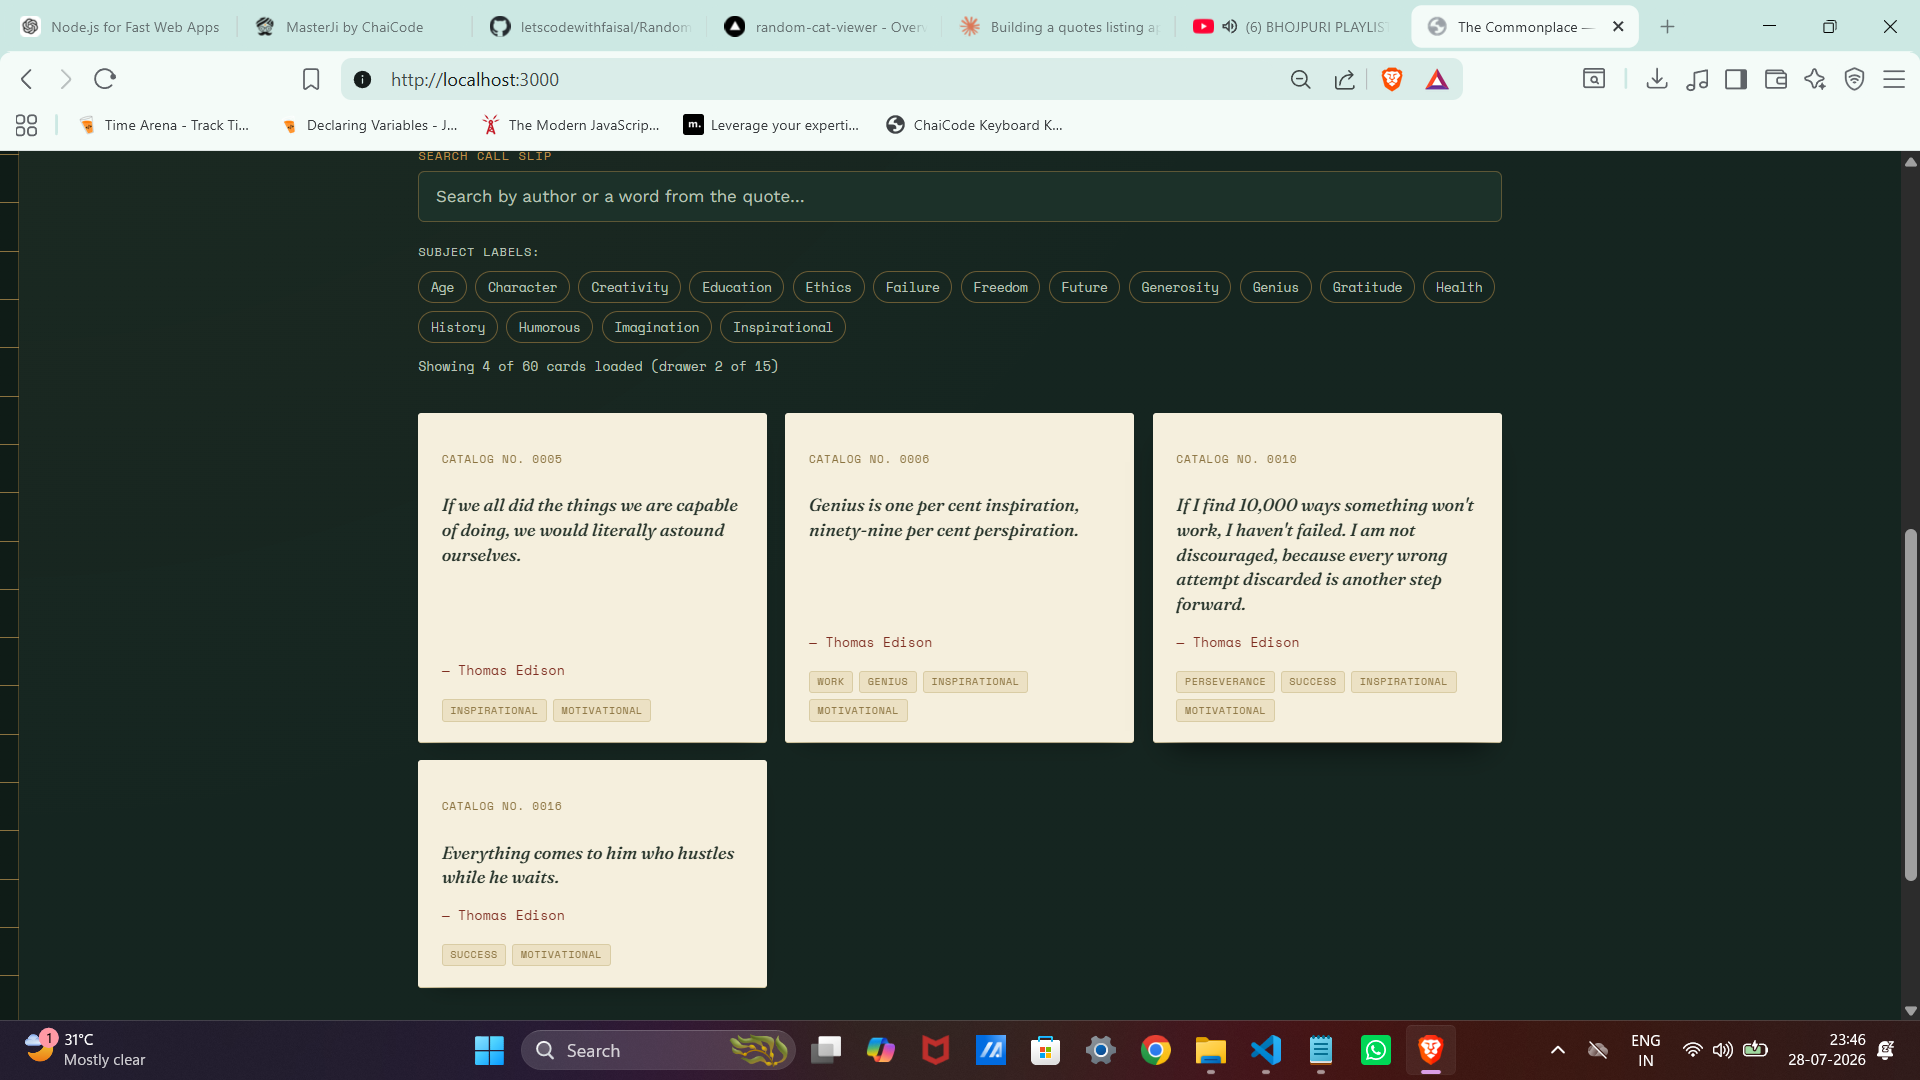 Node.js for Fast Web Apps
MasterJi by ChaiCode
letscodewithfaisal/Random
random-cat-viewer - Overv
Building a quotes listing ap
(6) BHOJPURI PLAYLIST
The Commonplace —
http://localhost:3000
Time Arena - Track Ti...
Declaring Variables - J...
The Modern JavaScrip...
m.
Leverage your experti...
ChaiCode Keyboard K...
SEARCH CALL SLIP
Search by author or a word from the quote...
SUBJECT LABELS:
Age Character Creativity Education Ethics Failure Freedom Future Generosity Genius Gratitude Health
History Humorous Imagination Inspirational
Showing 4 of 60 cards loaded (drawer 2 of 15)
CATALOG NO. 0005
If we all did the things we are capable
of doing, we would literally astound
ourselves.
— Thomas Edison
INSPIRATIONAL MOTIVATIONAL
CATALOG NO. 0006
Genius is one per cent inspiration,
ninety-nine per cent perspiration.
— Thomas Edison
WORK GENIUS INSPIRATIONAL
MOTIVATIONAL
CATALOG NO. 0010
If I find 10,000 ways something won't
work, I haven't failed. I am not
discouraged, because every wrong
attempt discarded is another step
forward.
— Thomas Edison
PERSEVERANCE SUCCESS INSPIRATIONAL
MOTIVATIONAL
CATALOG NO. 0016
Everything comes to him who hustles
while he waits.
— Thomas Edison
SUCCESS MOTIVATIONAL
1
31°C
Mostly clear
Search
ENG
IN
23:46
28-07-2026